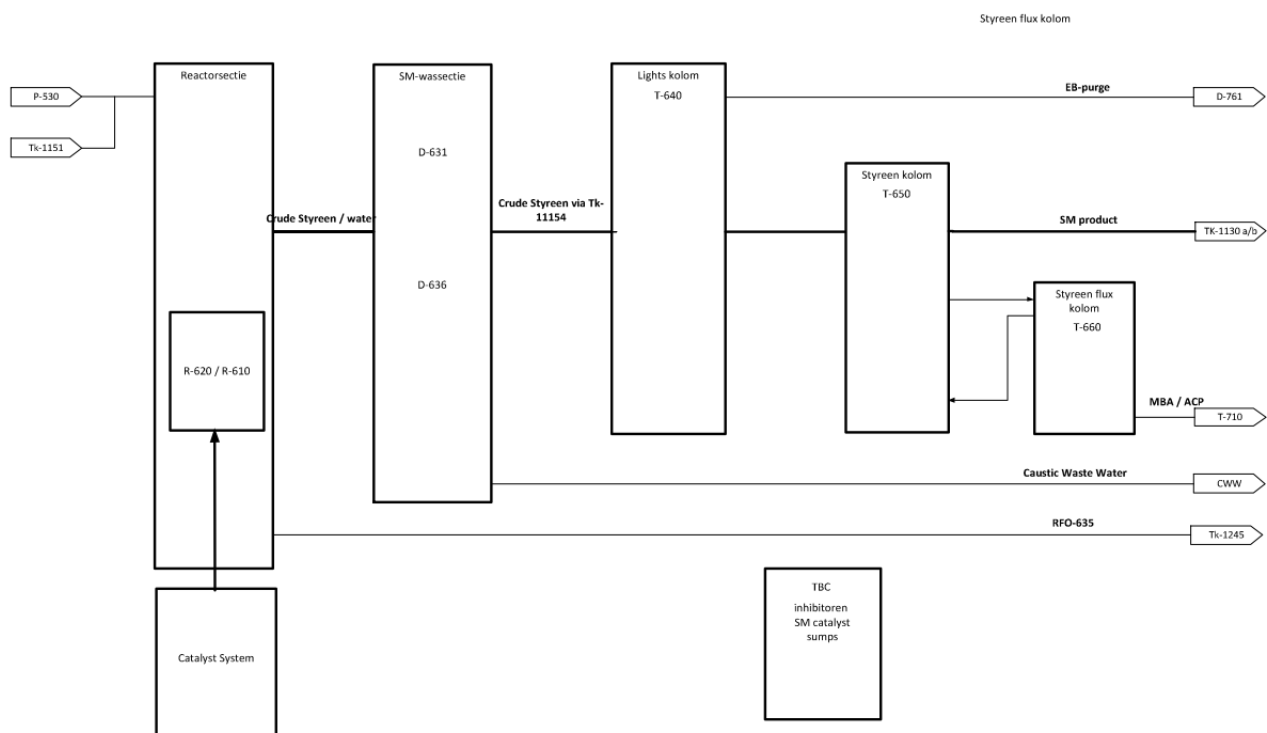 Styreen flux kolom
Reactorsectie
SM-wassectie
Lights kolom
T-640
P-530
EB-purge
D-761
Tk-1151
D-631
Styreen kolom
T-650
Crude Styreen / water
Crude Styreen via Tk-
11154
SM product
TK-1130 a/b
D-636
Styreen flux
kolom
T-660
R-620 / R-610
MBA / ACP
T-710
Caustic Waste Water
CWW
RFO-635
Tk-1245
TBC
inhibitoren
SM catalyst
sumps
Catalyst System